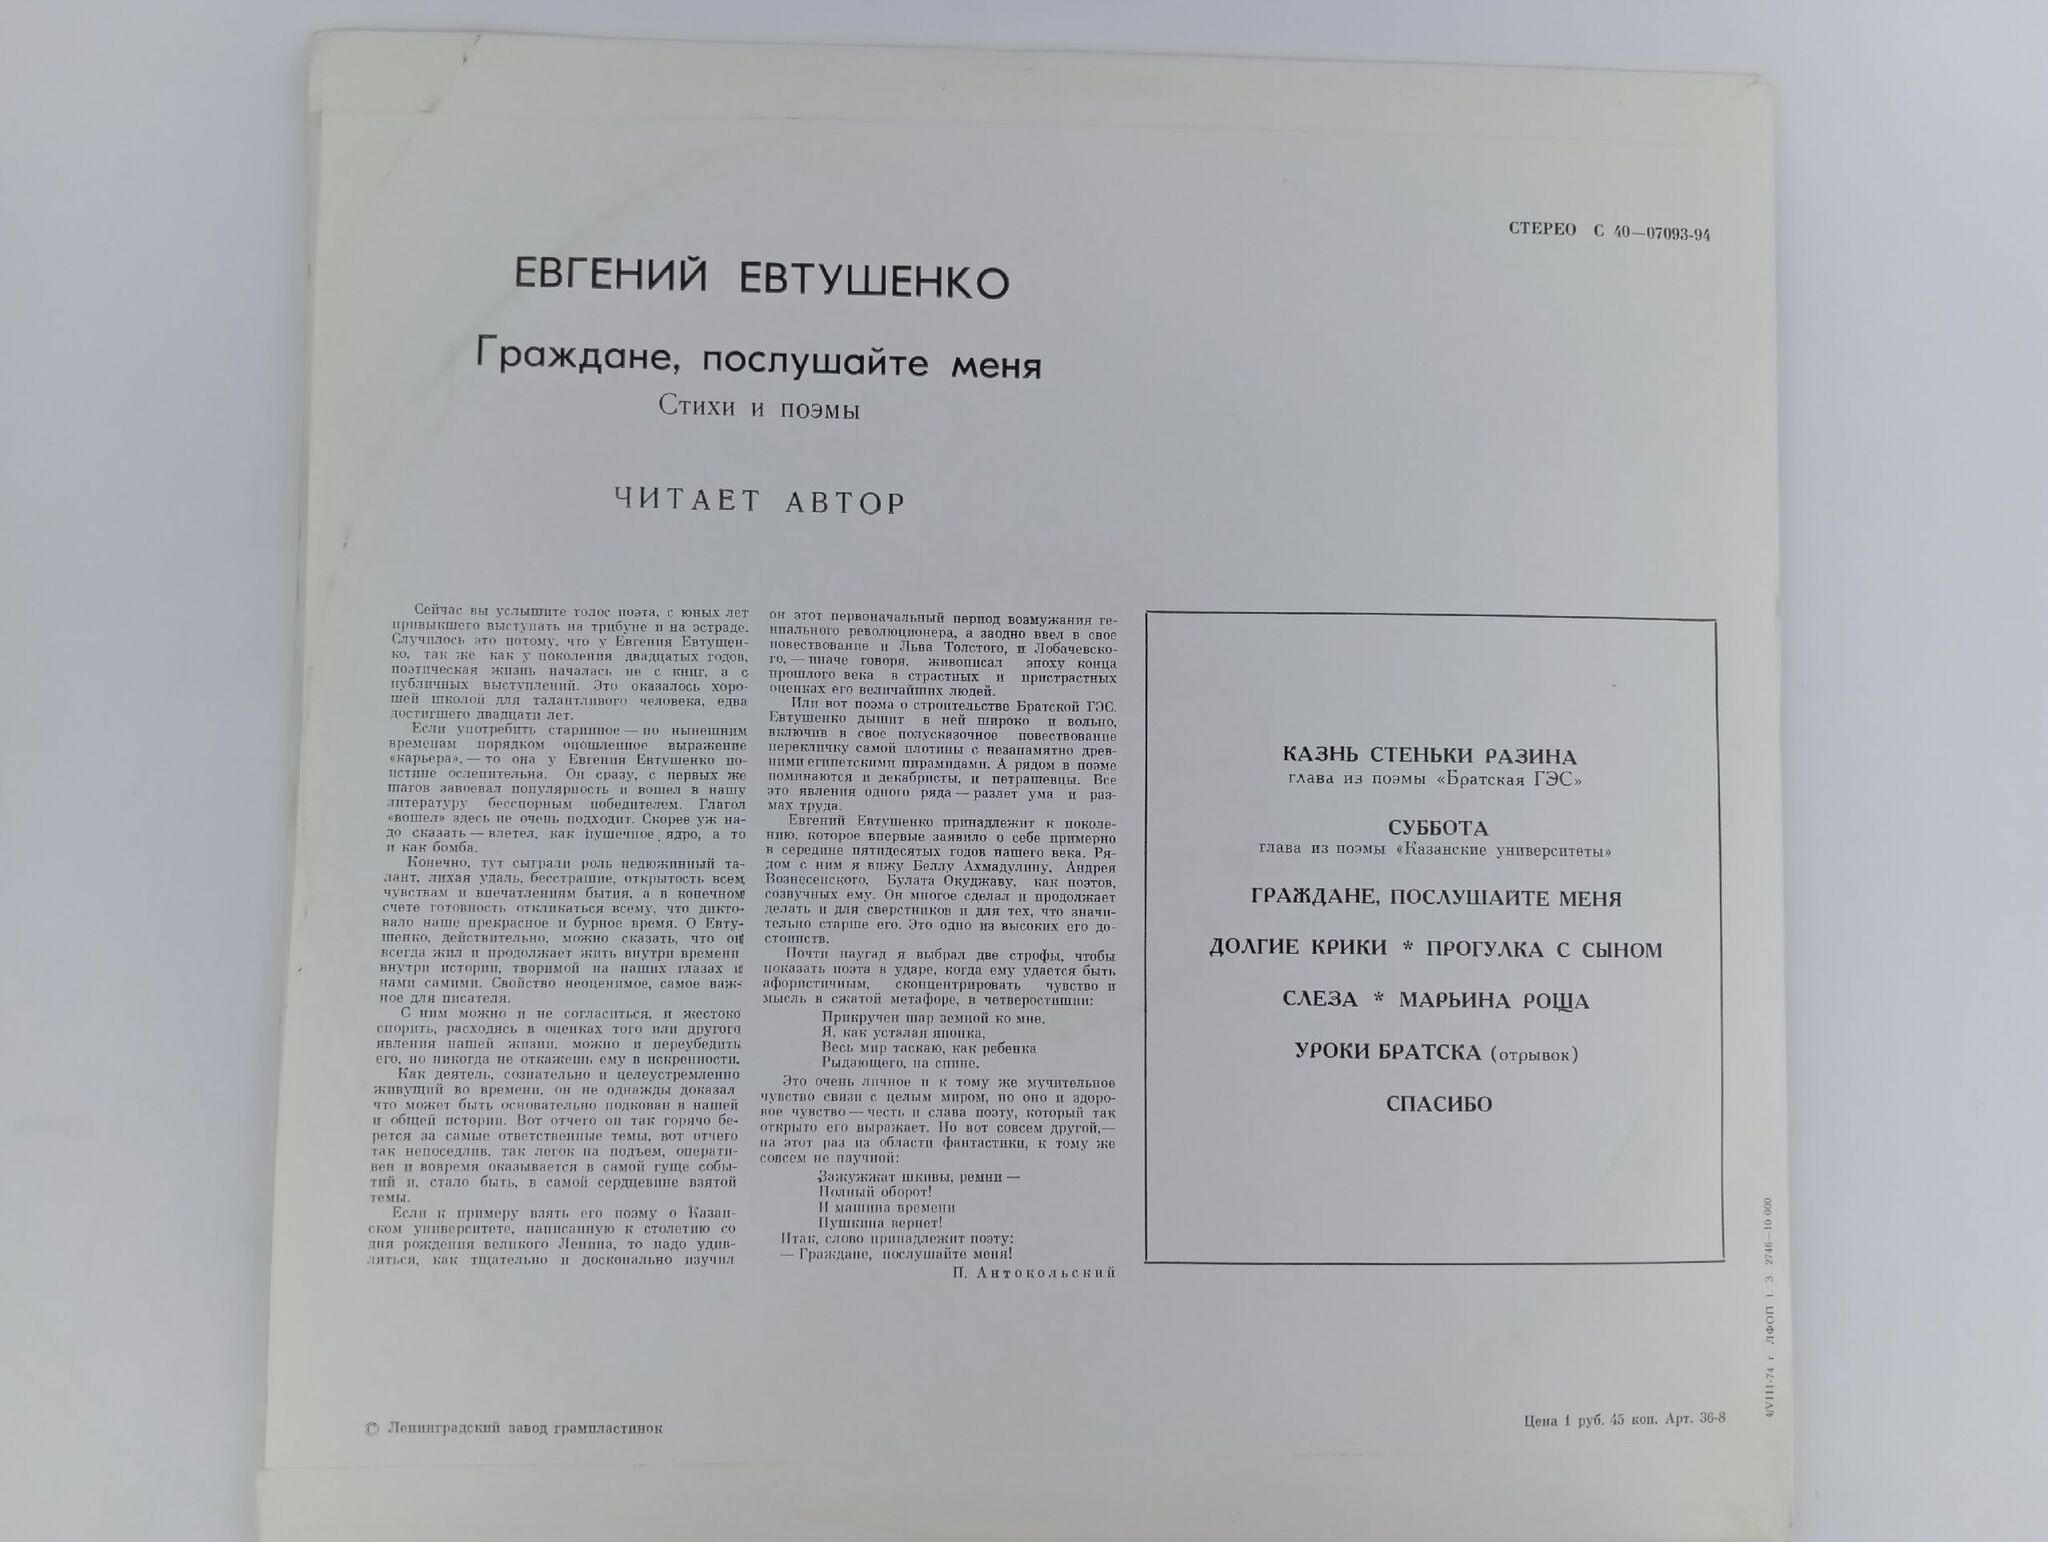 СТЕРЕО С 40—07093-94
ЕВГЕНИЙ ЕВТУШЕНКО
Граждане, послушайте меня
Стихи и поэмы
ЧИТАЕТ АВТОР
Сейчас вы услышите голос поэта, с юных лет
привыкшего выступать на трибуне и на эстраде.
Случилось это потому, что у Евгения Евтушен-
ко, так же как у поколения двадцатых годов,
поэтическая жизнь началась не с книг, а с
публичных выступлений. Это оказалось хоро-
шей школой для талантливого человека, едва
достигшего двадцати лет.
Если употребить старинное — по нынешним
временам порядком опошленное выражение
«карьера», — то она у Евгения Евтушенко по-
истине ослепительна. Он сразу, с первых же
шагов завоевал популярность и вошел в нашу
литературу бесспорным победителем. Глагол
«вошел» здесь не очень подходит. Скорее уж на-
до сказать — влетел, как пушечное ядро, а то
и как бомба.
Конечно, тут сыграли роль недюжинный та-
лант, лихая удаль, бесстрашие, открытость всем
чувствам и впечатлениям бытия, а в конечном
счете готовность откликаться всему, что дикто-
вало наше прекрасное и бурное время. О Евту-
шенко, действительно, можно сказать, что он
всегда жил и продолжает жить внутри времени
внутри истории, творимой на наших глазах и
нами самими. Свойство неоценимое, самое важ-
ное для писателя.
С ним можно и не согласиться, и жестоко
спорить, расходясь в оценках того или другого
явления нашей жизни, можно и переубедить
его, но никогда не откажешь ему в искренности.
Как деятель, сознательно и целеустремленно
живущий во времени, он не однажды доказал
что может быть основательно подкован в нашей
и общей истории. Вот отчего он так горячо бе-
рется за самые ответственные темы, вот отчего
так непоседлив, так легок на подъем, операти-
вен и вовремя оказывается в самой гуще собы-
тий и, стало быть, в самой сердцевине взятой
темы.
Если к примеру взять его поэму о Казан-
ском университете, написанную к столетию со
дня рождения великого Ленина, то надо удив-
ляться, как тщательно и досконально изучил
он этот первоначальный период возмужания ге-
ниального революционера, а заодно ввел в свое
повествование и Льва Толстого, и Лобачевско-
го, — иначе говоря, живописал эпоху конца
прошлого века в страстных и пристрастных
оценках его величайших людей.
Или вот поэма о строительстве Братской ГЭС.
Евтушенко дышит в ней широко и вольно,
включив в свое полусказочное повествование
перекличку самой плотины с незапамятно древ-
ними египетскими пирамидами. А рядом в поэме
поминаются и декабристы, и петрашевцы. Все
это явления одного ряда — разлет ума и раз-
мах труда.
Евгений Евтушенко принадлежит к поколе-
нию, которое впервые заявило о себе примерно
в середине пятидесятых годов нашего века. Ря-
дом с ним я вижу Беллу Ахмадулину, Андрея
Вознесенского, Булата Окуджаву, как поэтов,
созвучных ему. Он многое сделал и продолжает
делать и для сверстников и для тех, что значи-
тельно старше его. Это одно из высоких его до-
стоинств.
Почти наугад я выбрал две строфы, чтобы
показать поэта в ударе, когда ему удается быть
афористичным, сконцентрировать чувство и
мысль в сжатой метафоре, в четверостишии:
Прикручен шар земной ко мне.
Я, как усталая японка,
Весь мир таскаю, как ребенка
Рыдающего, на спине.
Это очень личное и к тому же мучительное
чувство связи с целым миром, но оно и здоро-
вое чувство — честь и слава поэту, который так
открыто его выражает. Но вот совсем другой,—
на этот раз из области фантастики, к тому же
совсем не научной:
Зажужжат шкивы, ремни —
Полный оборот!
И машина времени
Пушкина вернет!
Итак, слово принадлежит поэту:
— Граждане, послушайте меня!
П. Антокольский
КАЗНЬ СТЕНЬКИ РАЗИНА
глава из поэмы «Братская ГЭС»
СУББОТА
глава из поэмы «Казанские университеты»
ГРАЖДАНЕ, ПОСЛУШАЙТЕ МЕНЯ
ДОЛГИЕ КРИКИ * ПРОГУЛКА С СЫНОМ
СЛЕЗА * МАРЬИНА РОЩА
УРОКИ БРАТСКА (отрывок)
СПАСИБО
4/VIII-74 г ЛФОП 1. З. 2746—10 000
© Ленинградский завод грампластинок
Цена 1 руб. 45 коп. Арт. 36-8